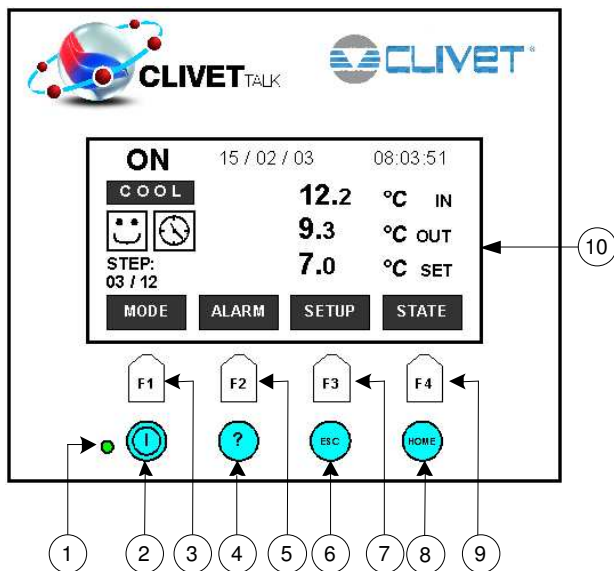 CLIVET TALK
CLIVET
ON 15 / 02 / 03 08:03:51
COOL
12.2 °C IN
9.3 °C OUT
7.0 °C SET
STEP:
03 / 12
MODE ALARM SETUP STATE
10
F1 F2 F3 F4
? ESC HOME
1 2 3 4 5 6 7 8 9